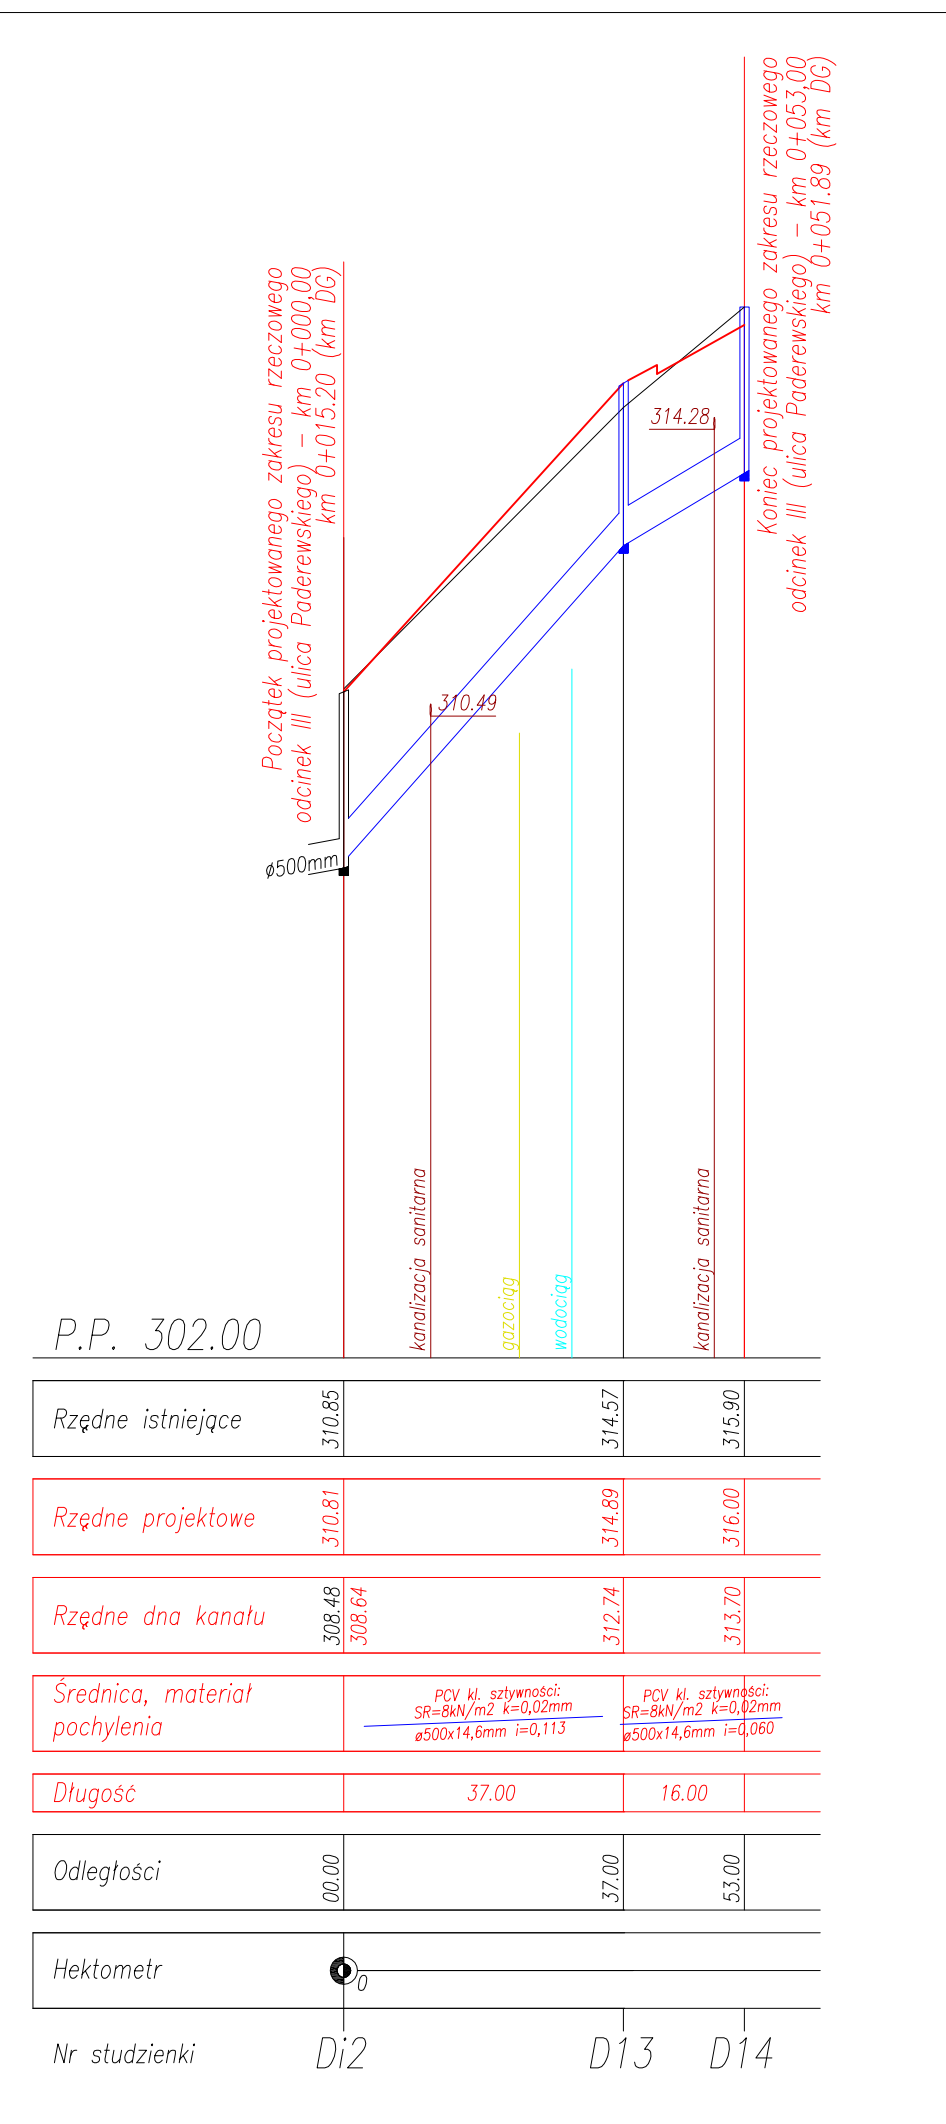 Początek projektowanego zakresu rzeczowego
odcinek III (ulica Paderewskiego) – km 0+000,00
km 0+015.20 (km DG)
Koniec projektowanego zakresu rzeczowego
odcinek III (ulica Paderewskiego) – km 0+053,00
km 0+051.89 (km DG)
314.28
310.49
ø500mm
kanalizacja sanitarna
gazociąg
wodociąg
kanalizacja sanitarna
P.P. 302.00
Rzędne istniejące 310.85 314.57 315.90
Rzędne projektowe 310.81 314.89 316.00
Rzędne dna kanału 308.48 308.64 312.74 313.70
Średnica, materiał
pochylenia
PCV kl. sztywności:
SR=8kN/m2 k=0,02mm
ø500x14,6mm i=0,113
PCV kl. sztywności:
SR=8kN/m2 k=0,02mm
ø500x14,6mm i=0,060
Długość 37.00 16.00
Odległości 00.00 37.00 53.00
Hektometr 0
Nr studzienki Di2 D13 D14